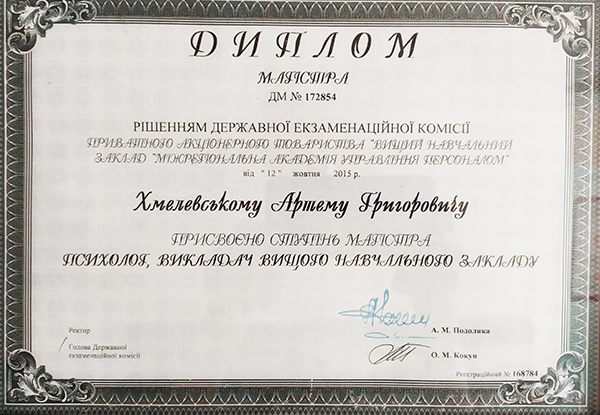 ДИПЛОМ
МАГІСТРА
ДМ № 172854
РІШЕННЯМ ДЕРЖАВНОЇ ЕКЗАМЕНАЦІЙНОЇ КОМІСІЇ
ПРИВАТНОГО АКЦІОНЕРНОГО ТОВАРИСТВА "ВИЩИЙ НАВЧАЛЬНИЙ
ЗАКЛАД "МІЖРЕГІОНАЛЬНА АКАДЕМІЯ УПРАВЛІННЯ ПЕРСОНАЛОМ"
від "12" жовтня 2015 р.
Хмелевському Артему Григоровичу
ПРИСВОЄНО СТУПІНЬ МАГІСТРА
ПСИХОЛОГ, ВИКЛАДАЧ ВИЩОГО НАВЧАЛЬНОГО ЗАКЛАДУ
Ректор А. М. Подоляка
Голова Державної
екзаменаційної комісії О. М. Кокун
Реєстраційний № 168784